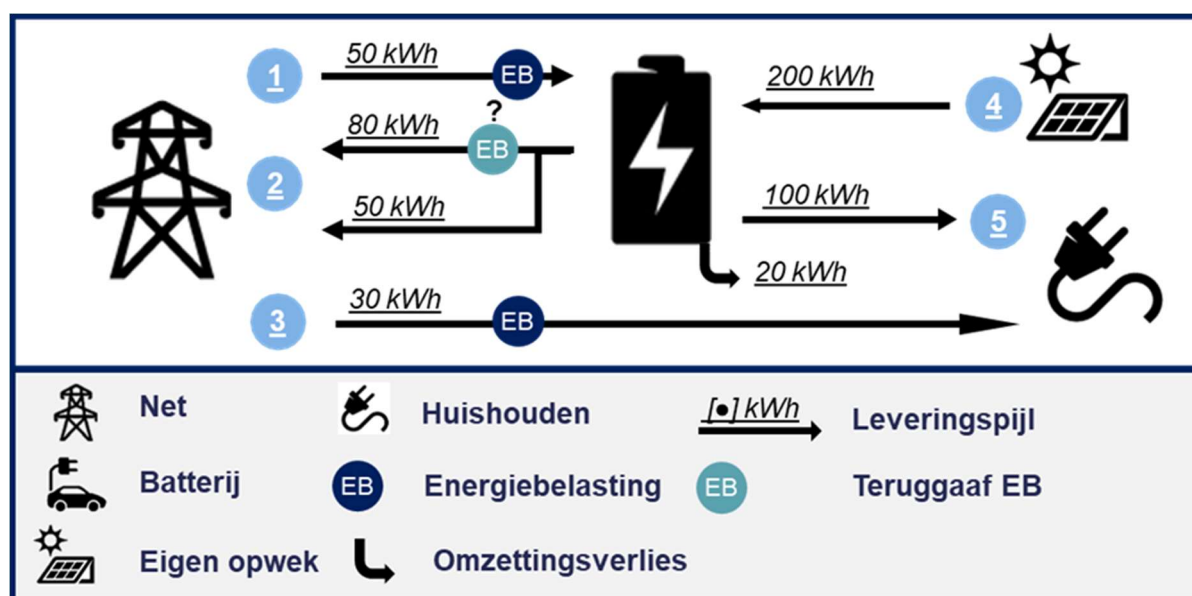 1
50 kWh
EB
?
80 kWh
EB
2
50 kWh
3
30 kWh
EB
200 kWh
4
100 kWh
5
20 kWh
Net
Huishouden
[●] kWh
Leveringspijl
Batterij
EB
Energiebelasting
EB
Teruggaaf EB
Eigen opwek
Omzettingsverlies